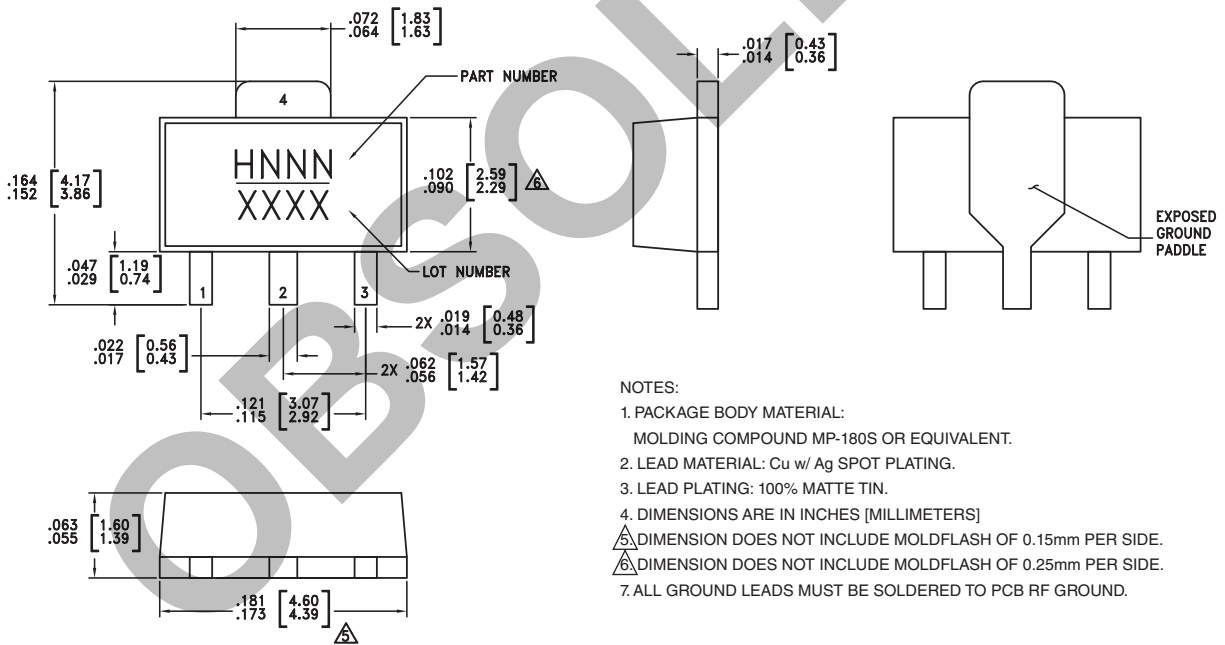 .072 [1.83]
.064 [1.63]
.017 [0.43]
.014 [0.36]
PART NUMBER
4
HNNN
XXXX
.164 [4.17]
.152 [3.86]
.102 [2.59]
.090 [2.29] 6
EXPOSED
GROUND
PADDLE
LOT NUMBER
.047 [1.19]
.029 [0.74]
1 2 3
2X .019 [0.48]
.014 [0.36]
.022 [0.56]
.017 [0.43]
2X .062 [1.57]
.056 [1.42]
.121 [3.07]
.115 [2.92]
.063 [1.60]
.055 [1.39]
.181 [4.60]
.173 [4.39]
5
NOTES:
1. PACKAGE BODY MATERIAL:
MOLDING COMPOUND MP-180S OR EQUIVALENT.
2. LEAD MATERIAL: Cu w/ Ag SPOT PLATING.
3. LEAD PLATING: 100% MATTE TIN.
4. DIMENSIONS ARE IN INCHES [MILLIMETERS]
5. DIMENSION DOES NOT INCLUDE MOLDFLASH OF 0.15mm PER SIDE.
6. DIMENSION DOES NOT INCLUDE MOLDFLASH OF 0.25mm PER SIDE.
7. ALL GROUND LEADS MUST BE SOLDERED TO PCB RF GROUND.
OBSOL